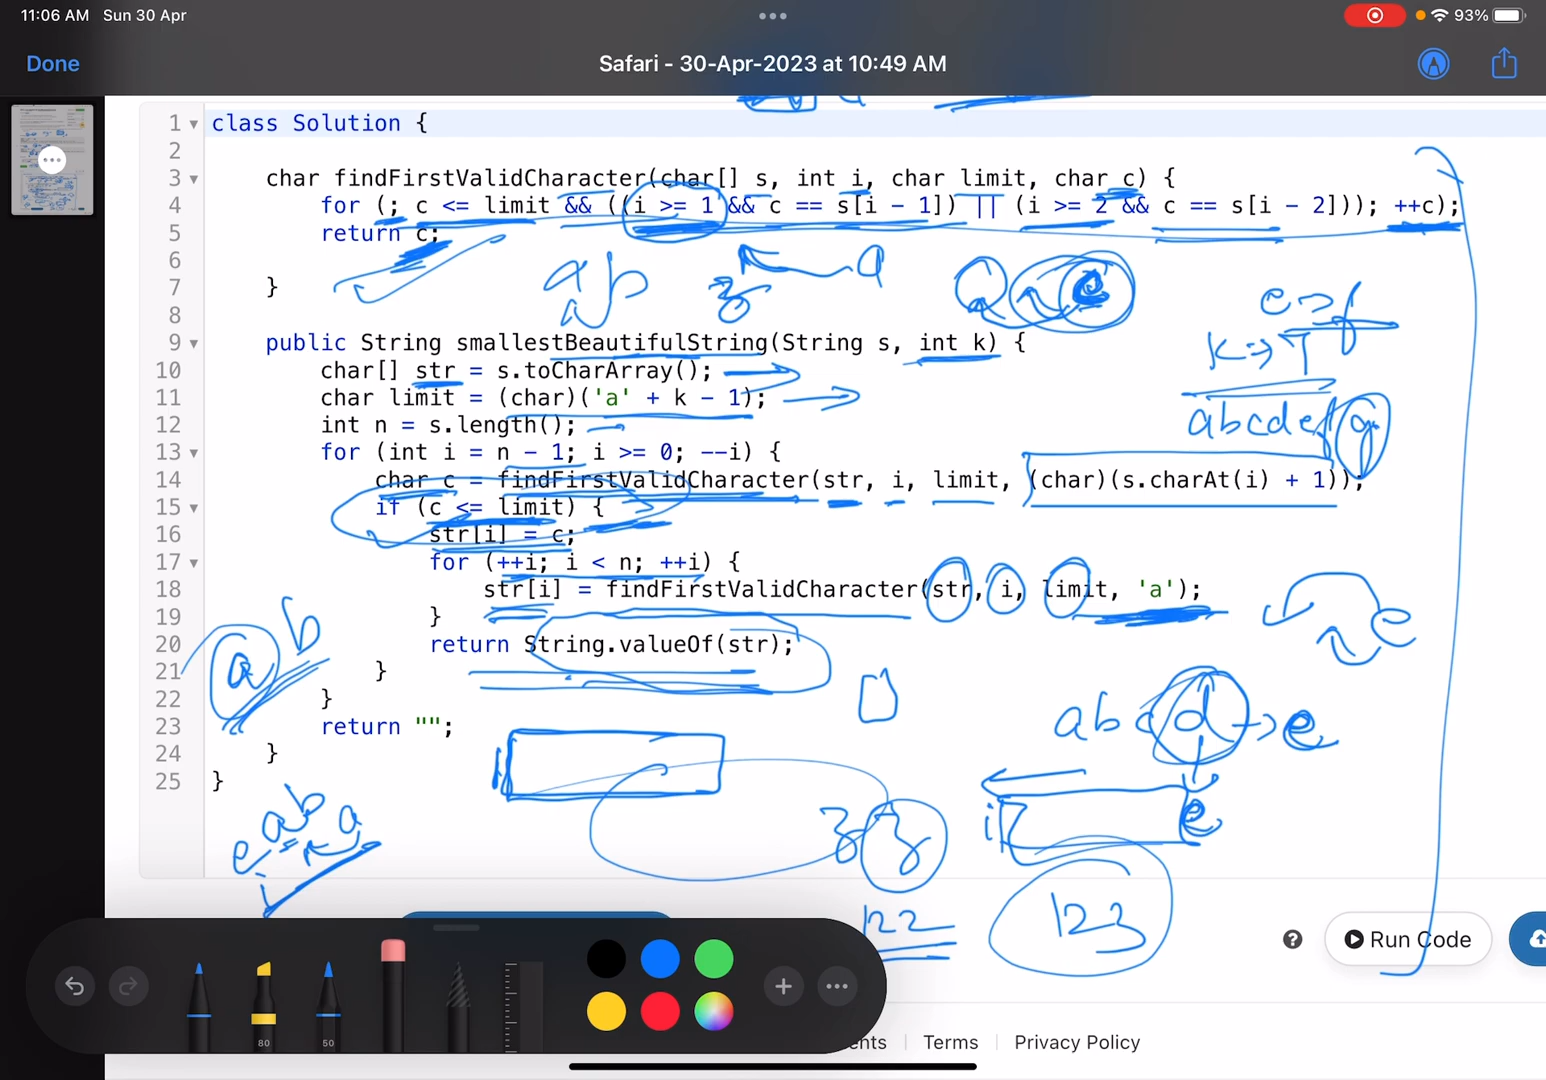 11:06 AM Sun 30 Apr
93%
Done
Safari - 30-Apr-2023 at 10:49 AM
1 class Solution {
2
3 char findFirstValidCharacter(char[] s, int i, char limit, char c) {
4 for (; c <= limit && ((i >= 1 && c == s[i - 1]) || (i >= 2 && c == s[i - 2])); ++c);
5 return c;
6
7 }
8
9 public String smallestBeautifulString(String s, int k) {
10 char[] str = s.toCharArray();
11 char limit = (char)('a' + k - 1);
12 int n = s.length();
13 for (int i = n - 1; i >= 0; --i) {
14 char c = findFirstValidCharacter(str, i, limit, (char)(s.charAt(i) + 1));
15 if (c <= limit) {
16 str[i] = c;
17 for (++i; i < n; ++i) {
18 str[i] = findFirstValidCharacter(str, i, limit, 'a');
19 }
20 return String.valueOf(str);
21 }
22 }
23 return "";
24 }
25 }
a b
z
a
e
e => f
k => 7
abcdefg
a b
e
abcd -> e
e a b a
i
z z
i
e
122
123
Run Code
80
50
ents
Terms
Privacy Policy